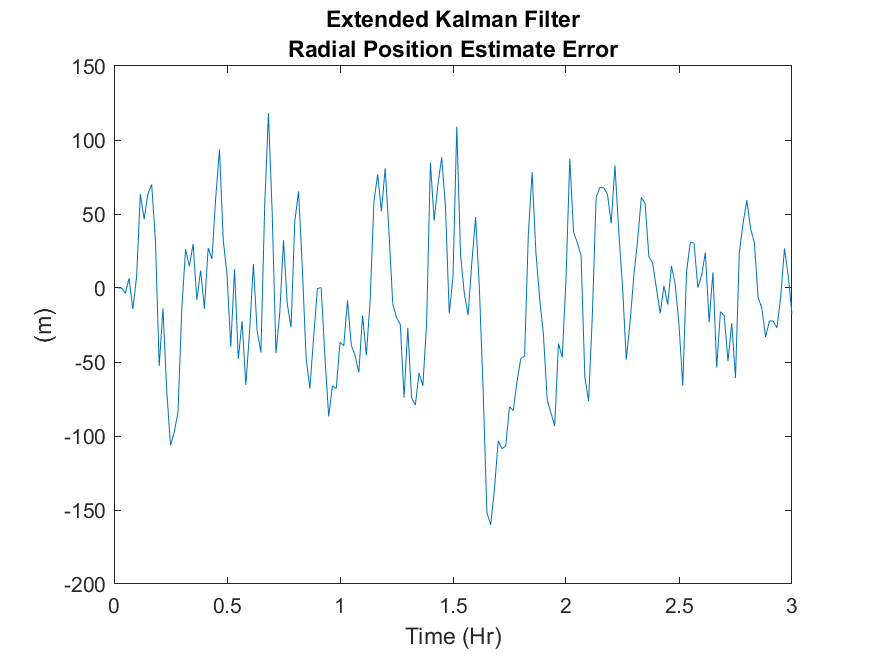 Extended Kalman Filter
Radial Position Estimate Error
150
100
50
0
-50
-100
-150
-200
(m)
0 0.5 1 1.5 2 2.5 3
Time (Hr)